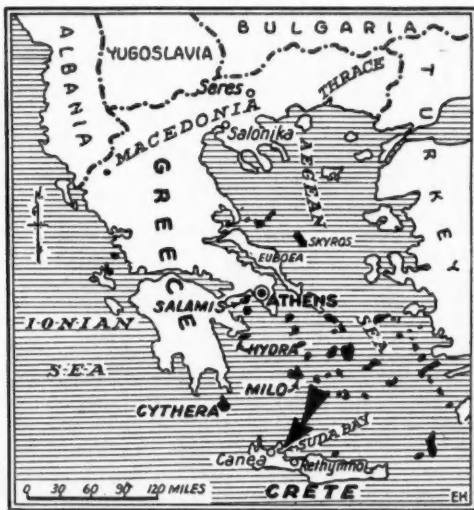 BULGARIA
ALBANIA
YUGOSLAVIA
TURKEY
THRACE
Seres
MACEDONIA
Salonika
GREECE
AEGEAN
SEA
SKYROS
EUBOEA
ATHENS
SALAMIS
IONIAN
SEA
HYDRA
MILO
CYTHERA
SUDA BAY
Canea
Rethymno
CRETE
0 30 60 90 120 MILES
EH